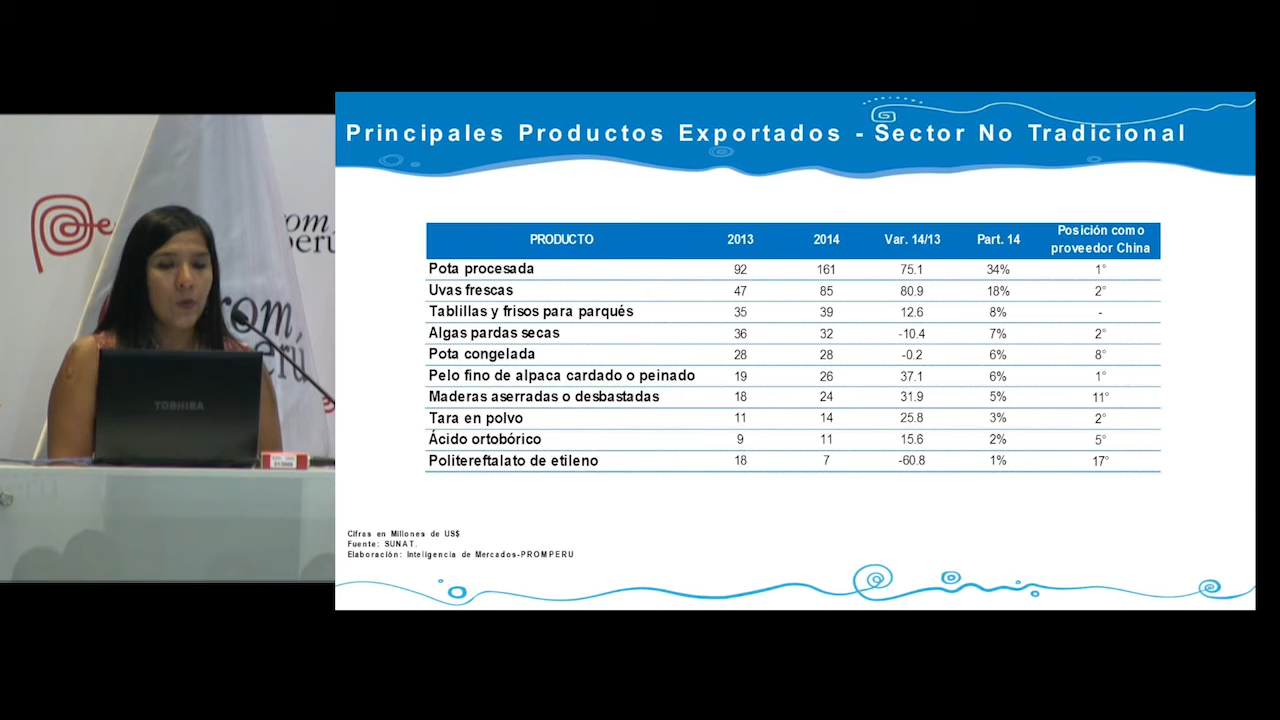 Principales Productos Exportados - Sector No Tradicional
PRODUCTO 2013 2014 Var. 14/13 Part. 14 Posición como proveedor China
Pota procesada 92 161 75.1 34% 1°
Uvas frescas 47 85 80.9 18% 2°
Tablillas y frisos para parqués 35 39 12.6 8% -
Algas pardas secas 36 32 -10.4 7% 2°
Pota congelada 28 28 -0.2 6% 8°
Pelo fino de alpaca cardado o peinado 19 26 37.1 6% 1°
Maderas aserradas o desbastadas 18 24 31.9 5% 11°
Tara en polvo 11 14 25.8 3% 2°
Ácido ortobórico 9 11 15.6 2% 5°
Politereftalato de etileno 18 7 -60.8 1% 17°
Cifras en Millones de US$
Fuente: SUNAT.
Elaboración: Inteligencia de Mercados-PROMPERU
TOSHIBA